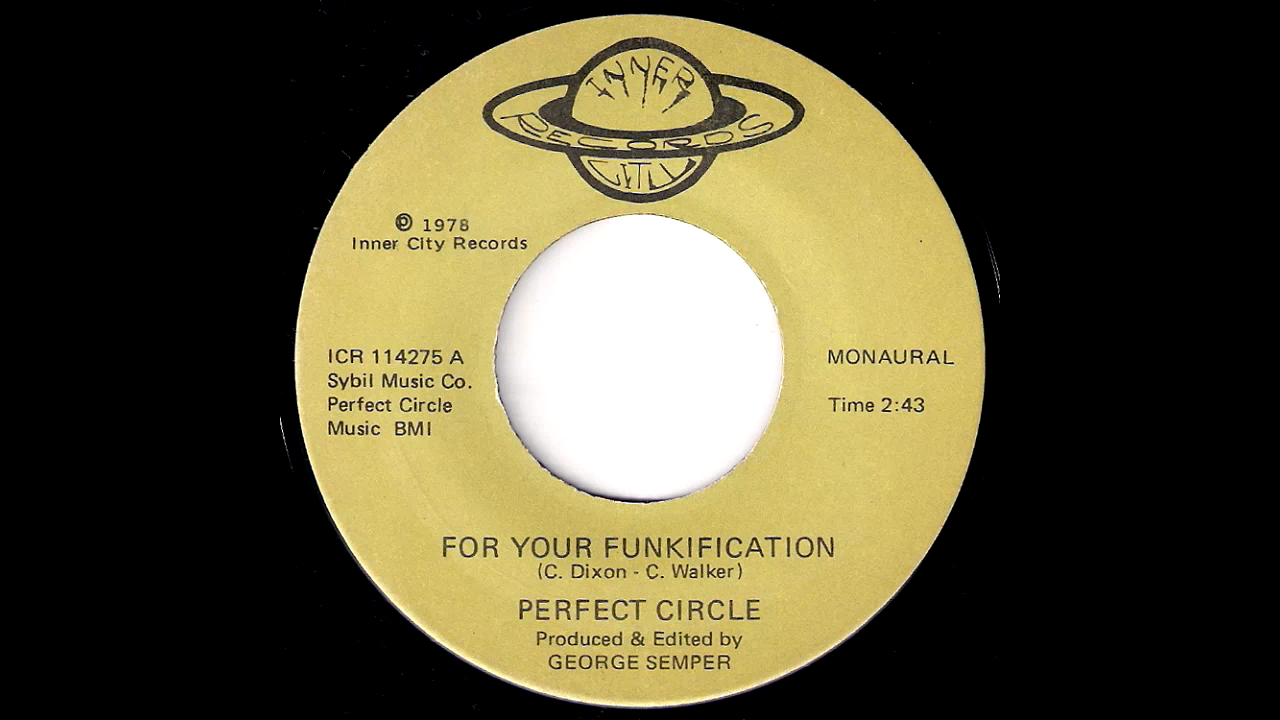 INNER
RECORDS
CITY
℗ 1978
Inner City Records
ICR 114275 A
Sybil Music Co.
Perfect Circle
Music BMI
MONAURAL
Time 2:43
FOR YOUR FUNKIFICATION
(C. Dixon - C. Walker)
PERFECT CIRCLE
Produced & Edited by
GEORGE SEMPER